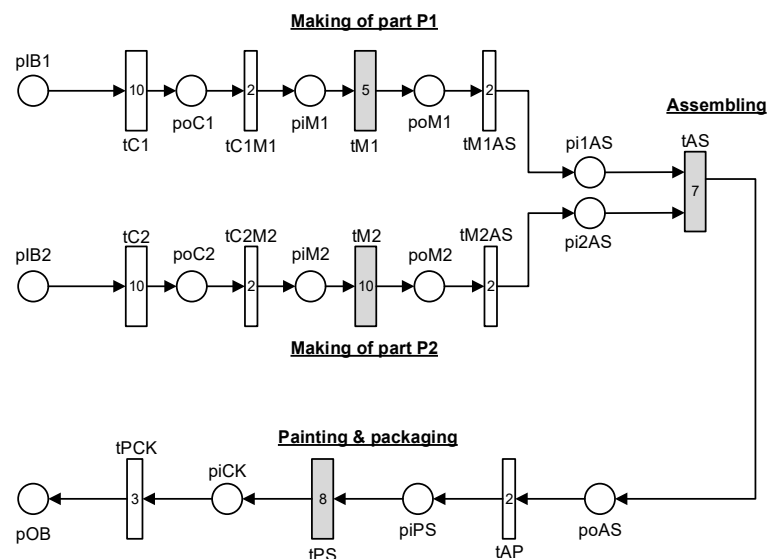 Making of part P1
pIB1
10
2
5
2
poC1
piM1
poM1
tC1
tC1M1
tM1
tM1AS
Assembling
pi1AS
tAS
7
pi2AS
tC2
tC2M2
tM2
tM2AS
pIB2
poC2
piM2
poM2
10
2
10
2
Making of part P2
Painting & packaging
tPCK
piCK
3
8
2
pOB
piPS
poAS
tPS
tAP